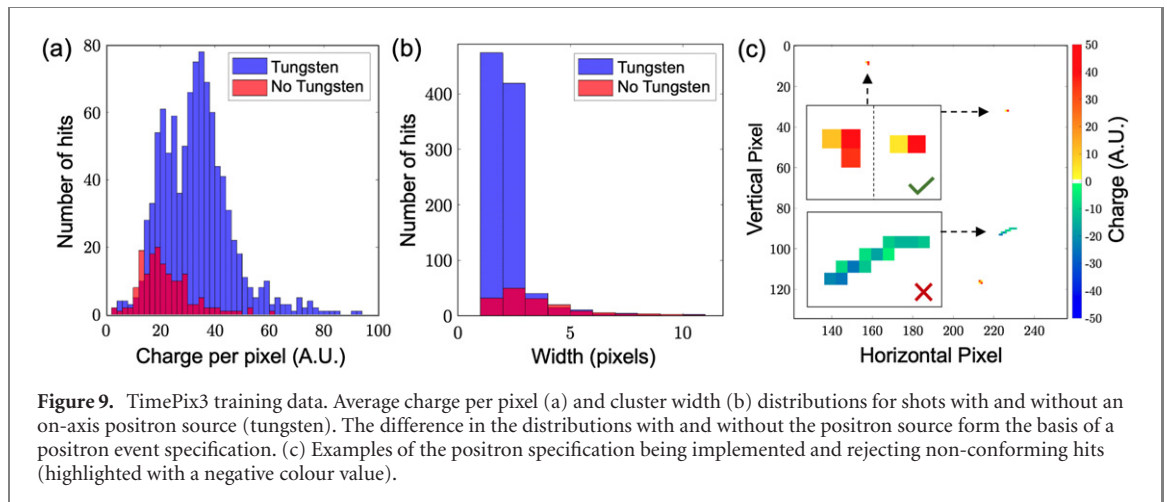 (a)
80
60
40
20
0
Number of hits
Tungsten
No Tungsten
0 20 40 60 80 100
Charge per pixel (A.U.)
(b)
400
300
200
100
0
Number of hits
Tungsten
No Tungsten
0 5 10
Width (pixels)
(c)
0
20
40
60
80
100
120
Vertical Pixel
140 160 180 200 220 240
Horizontal Pixel
50
40
30
20
10
0
-10
-20
-30
-40
-50
Charge (A.U.)
Figure 9. TimePix3 training data. Average charge per pixel (a) and cluster width (b) distributions for shots with and without an
on-axis positron source (tungsten). The difference in the distributions with and without the positron source form the basis of a
positron event specification. (c) Examples of the positron specification being implemented and rejecting non-conforming hits
(highlighted with a negative colour value).